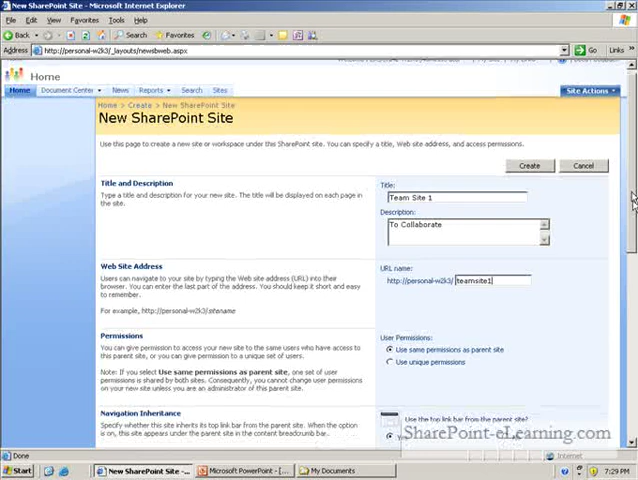 New SharePoint Site - Microsoft Internet Explorer
File Edit View Favorites Tools Help
Back Search Favorites
Address http://personal-w2k3/_layouts/newsbweb.aspx Go Links
Home
Home Document Center News Reports Search Sites Site Actions
Home > Create > New SharePoint Site
New SharePoint Site
Use this page to create a new site or workspace under this SharePoint site. You can specify a title, Web site address, and access permissions.
Create Cancel
Title and Description
Type a title and description for your new site. The title will be displayed on each page in
the site.
Title:
Team Site 1
Description:
To Collaborate
Web Site Address
Users can navigate to your site by typing the Web site address (URL) into their
browser. You can enter the last part of the address. You should keep it short and easy
to remember.
For example, http://personal-w2k3/sitename
URL name:
http://personal-w2k3/ teamsite1
Permissions
You can give permission to access your new site to the same users who have access to
this parent site, or you can give permission to a unique set of users.
Note: If you select Use same permissions as parent site, one set of user
permissions is shared by both sites. Consequently, you cannot change user
permissions on your new site unless you are an administrator of this parent site.
User Permissions:
Use same permissions as parent site
Use unique permissions
Navigation Inheritance
Specify whether this site inherits its top link bar from the parent site. When the option
is on, this site appears under the parent site in the content breadcrumb bar.
Use the top link bar from the parent site?
Yes
SharePoint-eLearning.com
Done Internet
Start New SharePoint Site -... Microsoft PowerPoint - [... My Documents 7:29 PM